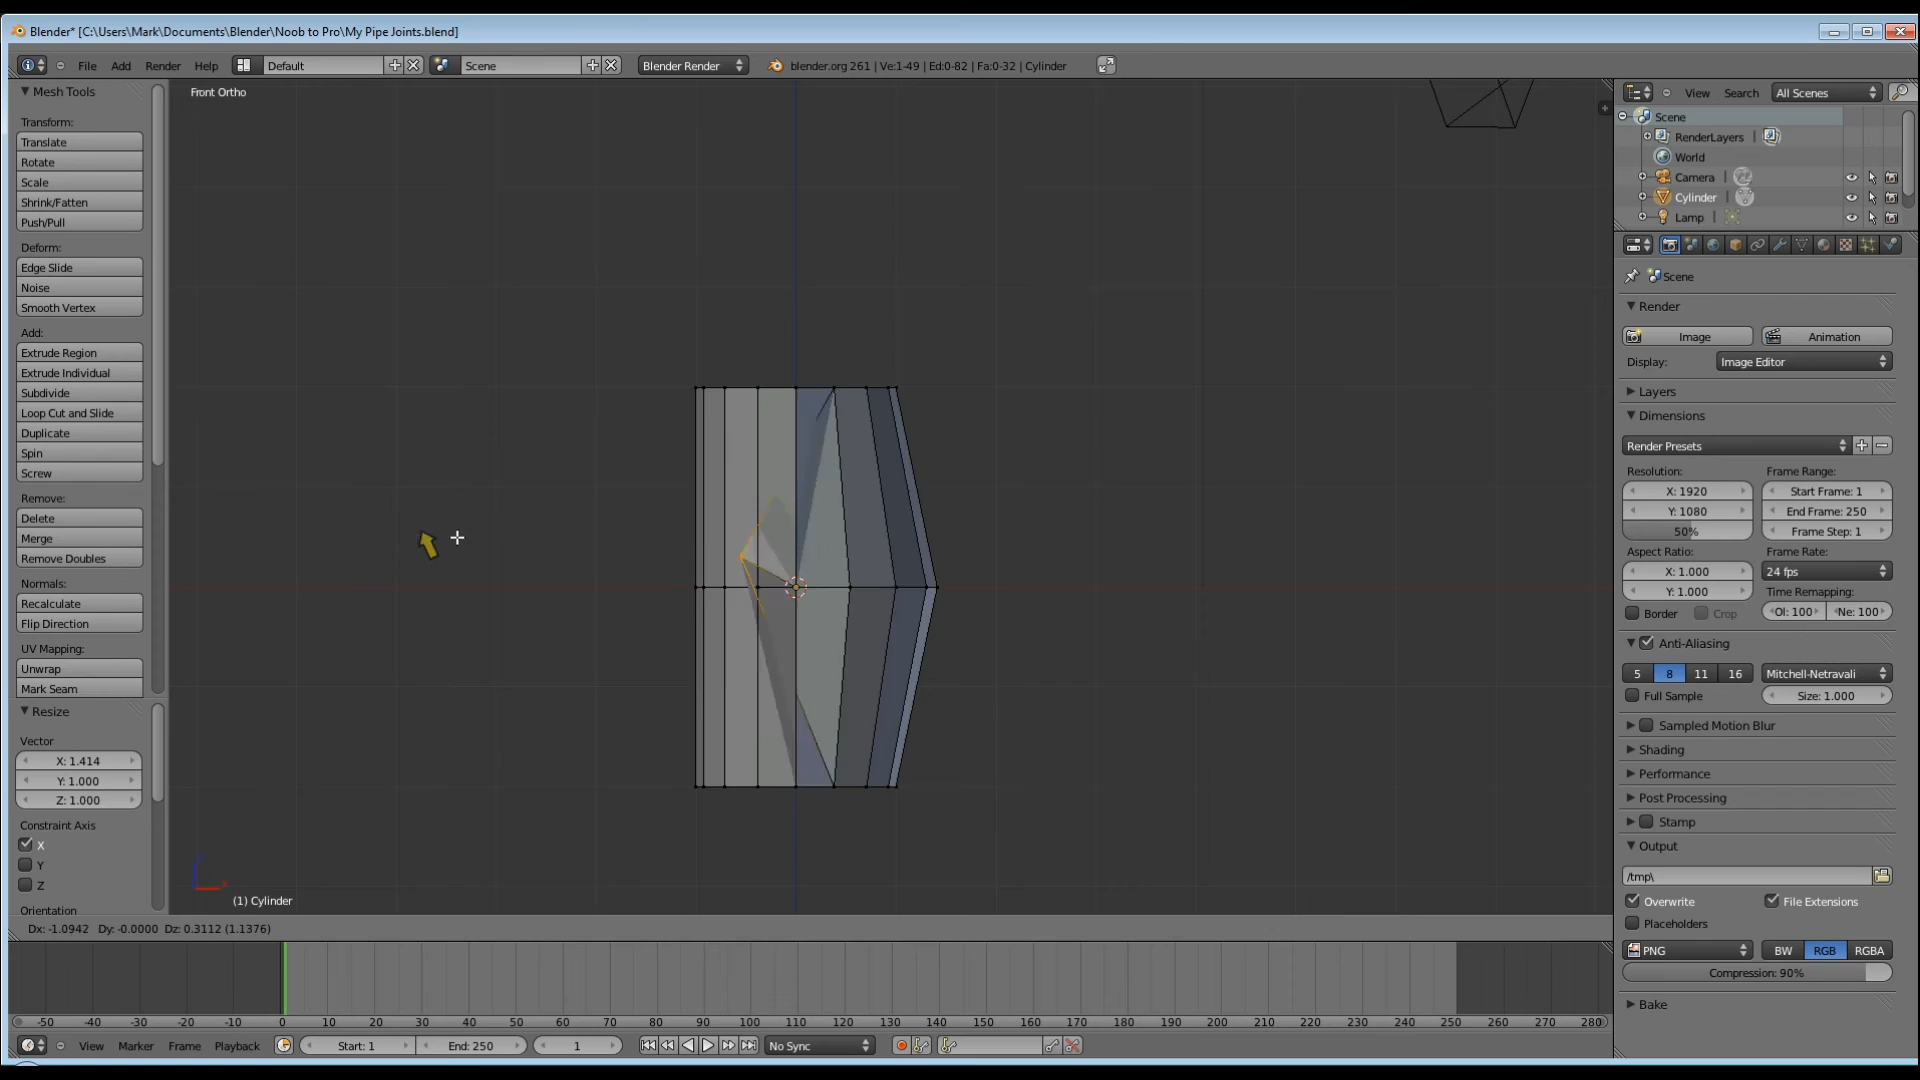 Blender* [C:\Users\Mark\Documents\Blender\Noob to Pro\My Pipe Joints.blend]
File Add Render Help Default Scene Blender Render blender.org 261 | Ve:1-49 | Ed:0-82 | Fa:0-32 | Cylinder
Mesh Tools
Transform:
Translate
Rotate
Scale
Shrink/Fatten
Push/Pull
Deform:
Edge Slide
Noise
Smooth Vertex
Add:
Extrude Region
Extrude Individual
Subdivide
Loop Cut and Slide
Duplicate
Spin
Screw
Remove:
Delete
Merge
Remove Doubles
Normals:
Recalculate
Flip Direction
UV Mapping:
Unwrap
Mark Seam
Resize
Vector
X: 1.414
Y: 1.000
Z: 1.000
Constraint Axis
X
Y
Z
Orientation
Front Ortho
(1) Cylinder
Dx: -1.0942 Dy: -0.0000 Dz: 0.3112 (1.1376)
View Search All Scenes
Scene
RenderLayers
World
Camera
Cylinder
Lamp
Scene
Render
Image Animation
Display: Image Editor
Layers
Dimensions
Render Presets
Resolution: Frame Range:
X: 1920 Start Frame: 1
Y: 1080 End Frame: 250
50% Frame Step: 1
Aspect Ratio: Frame Rate:
X: 1.000 24 fps
Y: 1.000 Time Remapping:
Border Crop Ol: 100 Ne: 100
Anti-Aliasing
5 8 11 16 Mitchell-Netravali
Full Sample Size: 1.000
Sampled Motion Blur
Shading
Performance
Post Processing
Stamp
Output
/tmp\
Overwrite File Extensions
Placeholders
PNG BW RGB RGBA
Compression: 90%
Bake
-50 -40 -30 -20 -10 0 10 20 30 40 50 60 70 80 90 100 110 120 130 140 150 160 170 180 190 200 210 220 230 240 250 260 270 280
View Marker Frame Playback Start: 1 End: 250 1 No Sync